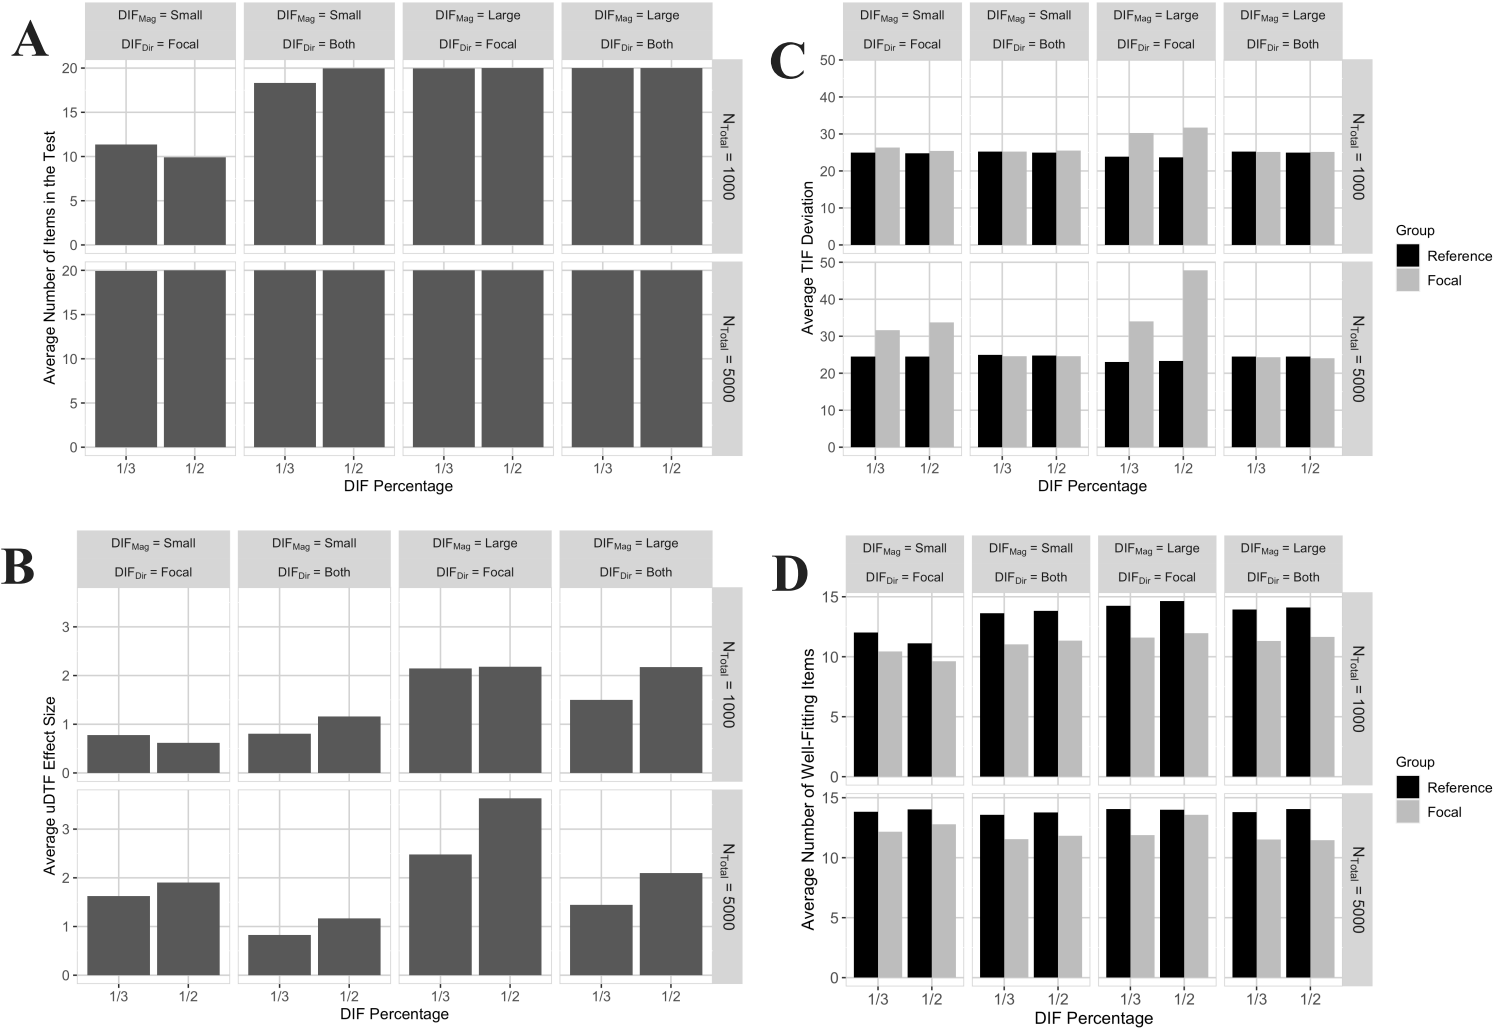 A
DIFMag = Small
DIFMag = Small
DIFMag = Large
DIFMag = Large
DIFDir = Focal
DIFDir = Both
DIFDir = Focal
DIFDir = Both
Average Number of Items in the Test
20
15
10
5
0
NTotal = 1000
20
15
10
5
0
NTotal = 5000
1/3
1/2
1/3
1/2
1/3
1/2
1/3
1/2
DIF Percentage
C
DIFMag = Small
DIFMag = Small
DIFMag = Large
DIFMag = Large
DIFDir = Focal
DIFDir = Both
DIFDir = Focal
DIFDir = Both
Average TIF Deviation
50
40
30
20
10
0
NTotal = 1000
50
40
30
20
10
0
NTotal = 5000
1/3
1/2
1/3
1/2
1/3
1/2
1/3
1/2
DIF Percentage
Group
Reference
Focal
B
DIFMag = Small
DIFMag = Small
DIFMag = Large
DIFMag = Large
DIFDir = Focal
DIFDir = Both
DIFDir = Focal
DIFDir = Both
Average uDTF Effect Size
3
2
1
0
NTotal = 1000
3
2
1
0
NTotal = 5000
1/3
1/2
1/3
1/2
1/3
1/2
1/3
1/2
DIF Percentage
D
DIFMag = Small
DIFMag = Small
DIFMag = Large
DIFMag = Large
DIFDir = Focal
DIFDir = Both
DIFDir = Focal
DIFDir = Both
Average Number of Well-Fitting Items
15
10
5
0
NTotal = 1000
15
10
5
0
NTotal = 5000
1/3
1/2
1/3
1/2
1/3
1/2
1/3
1/2
DIF Percentage
Group
Reference
Focal